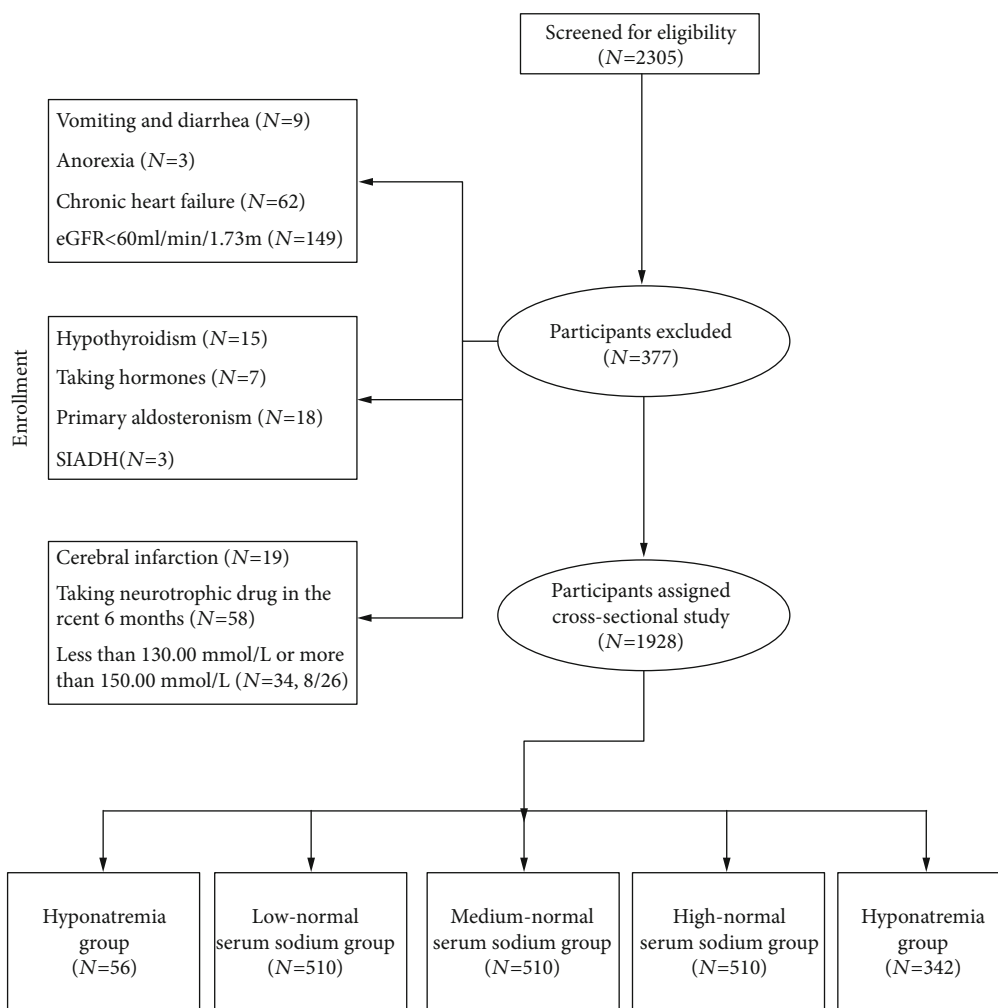 Screened for eligibility
(N=2305)
Vomiting and diarrhea (N=9)
Anorexia (N=3)
Chronic heart failure (N=62)
eGFR<60ml/min/1.73m (N=149)
Participants excluded
(N=377)
Enrollment
Hypothyroidism (N=15)
Taking hormones (N=7)
Primary aldosteronism (N=18)
SIADH(N=3)
Cerebral infarction (N=19)
Taking neurotrophic drug in the
rcent 6 months (N=58)
Less than 130.00 mmol/L or more
than 150.00 mmol/L (N=34, 8/26)
Participants assigned
cross-sectional study
(N=1928)
Hyponatremia
group
(N=56)
Low-normal
serum sodium group
(N=510)
Medium-normal
serum sodium group
(N=510)
High-normal
serum sodium group
(N=510)
Hyponatremia
group
(N=342)